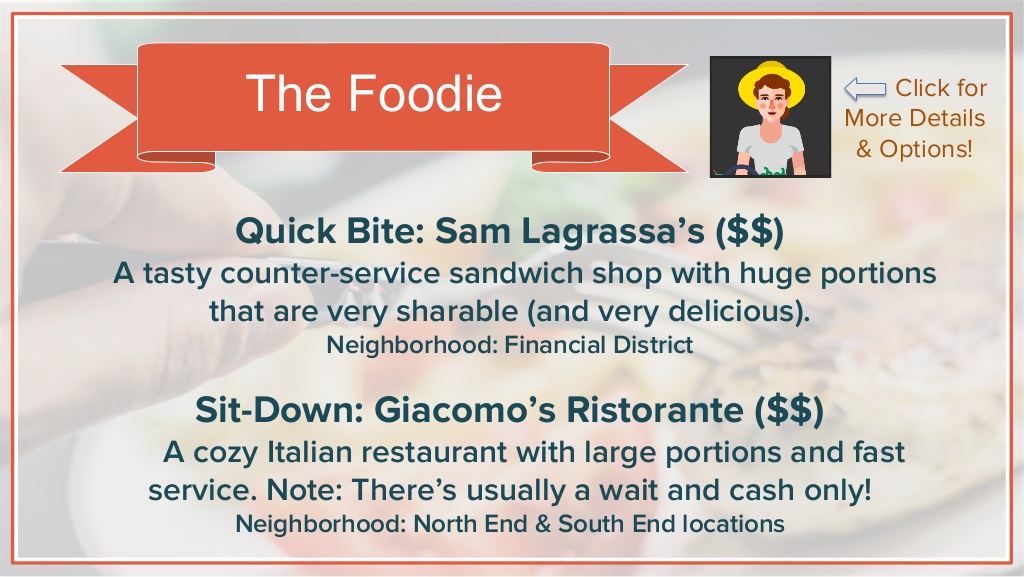 The Foodie
Click for
More Details
& Options!
Quick Bite: Sam Lagrassa’s ($$)
A tasty counter-service sandwich shop with huge portions
that are very sharable (and very delicious).
Neighborhood: Financial District
Sit-Down: Giacomo’s Ristorante ($$)
A cozy Italian restaurant with large portions and fast
service. Note: There’s usually a wait and cash only!
Neighborhood: North End & South End locations